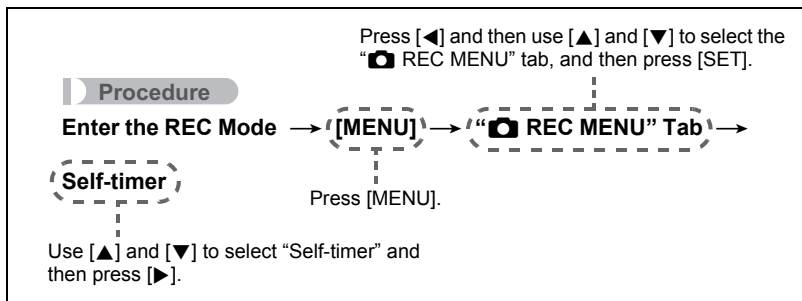 Press [◀] and then use [▲] and [▼] to select the
“📷 REC MENU” tab, and then press [SET].
Procedure
Enter the REC Mode → [MENU] → “📷 REC MENU” Tab →
Press [MENU].
Self-timer
Use [▲] and [▼] to select “Self-timer” and
then press [▶].